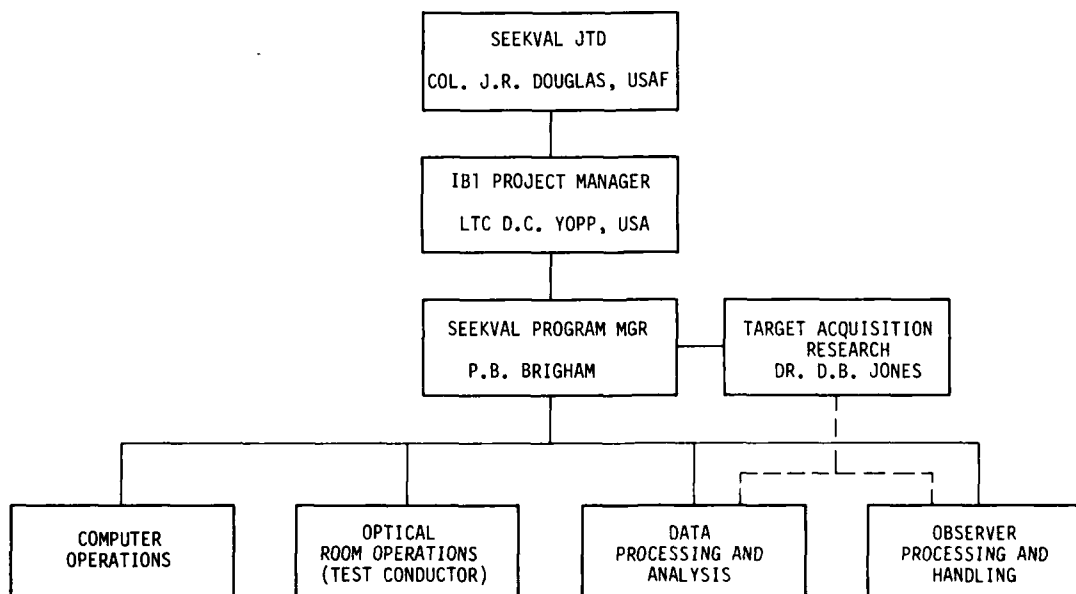 SEEKVAL JTD
COL. J.R. DOUGLAS, USAF
IB1 PROJECT MANAGER
LTC D.C. YOPP, USA
SEEKVAL PROGRAM MGR
P.B. BRIGHAM
TARGET ACQUISITION
RESEARCH
DR. D.B. JONES
COMPUTER
OPERATIONS
OPTICAL
ROOM OPERATIONS
(TEST CONDUCTOR)
DATA
PROCESSING AND
ANALYSIS
OBSERVER
PROCESSING AND
HANDLING